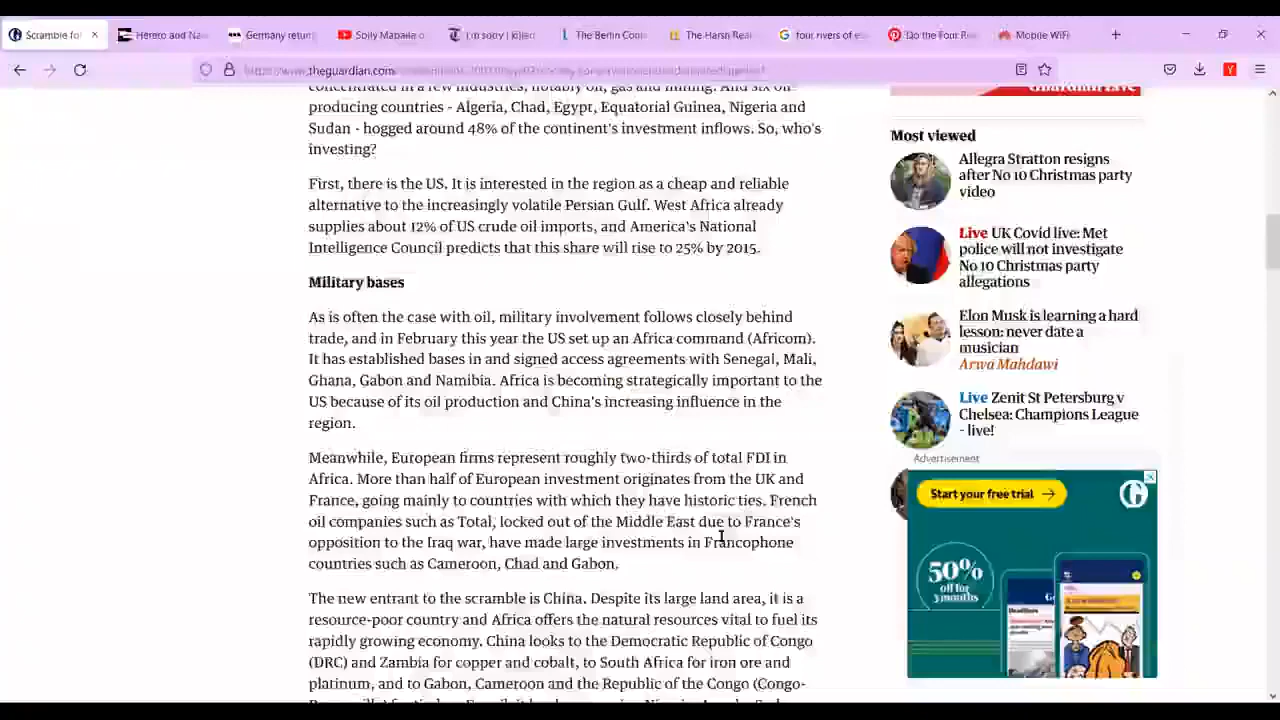 Scramble fo
Herero and Na
Germany return
Solly Mapaila o
I'm sorry I killed
The Berlin Con
The Harsh Rea
four rivers of e
Do the Four Riv
Mobile WiFi
https://www.theguardian.com
concentrated in a few industries, notably oil, gas and mining. And six oil-
producing countries - Algeria, Chad, Egypt, Equatorial Guinea, Nigeria and
Sudan - hogged around 48% of the continent's investment inflows. So, who's
investing?
First, there is the US. It is interested in the region as a cheap and reliable
alternative to the increasingly volatile Persian Gulf. West Africa already
supplies about 12% of US crude oil imports, and America's National
Intelligence Council predicts that this share will rise to 25% by 2015.
Military bases
As is often the case with oil, military involvement follows closely behind
trade, and in February this year the US set up an Africa command (Africom).
It has established bases in and signed access agreements with Senegal, Mali,
Ghana, Gabon and Namibia. Africa is becoming strategically important to the
US because of its oil production and China's increasing influence in the
region.
Meanwhile, European firms represent roughly two-thirds of total FDI in
Africa. More than half of European investment originates from the UK and
France, going mainly to countries with which they have historic ties. French
oil companies such as Total, locked out of the Middle East due to France's
opposition to the Iraq war, have made large investments in Francophone
countries such as Cameroon, Chad and Gabon.
The new entrant to the scramble is China. Despite its large land area, it is a
resource-poor country and Africa offers the natural resources vital to fuel its
rapidly growing economy. China looks to the Democratic Republic of Congo
(DRC) and Zambia for copper and cobalt, to South Africa for iron ore and
platinum, and to Gabon, Cameroon and the Republic of the Congo (Congo-
Guardian Live
Most viewed
Allegra Stratton resigns
after No 10 Christmas party
video
Live UK Covid live: Met
police will not investigate
No 10 Christmas party
allegations
Elon Musk is learning a hard
lesson: never date a
musician
Arwa Mahdawi
Live Zenit St Petersburg v
Chelsea: Champions League
- live!
Advertisement
Start your free trial →
50%
off for
3 months